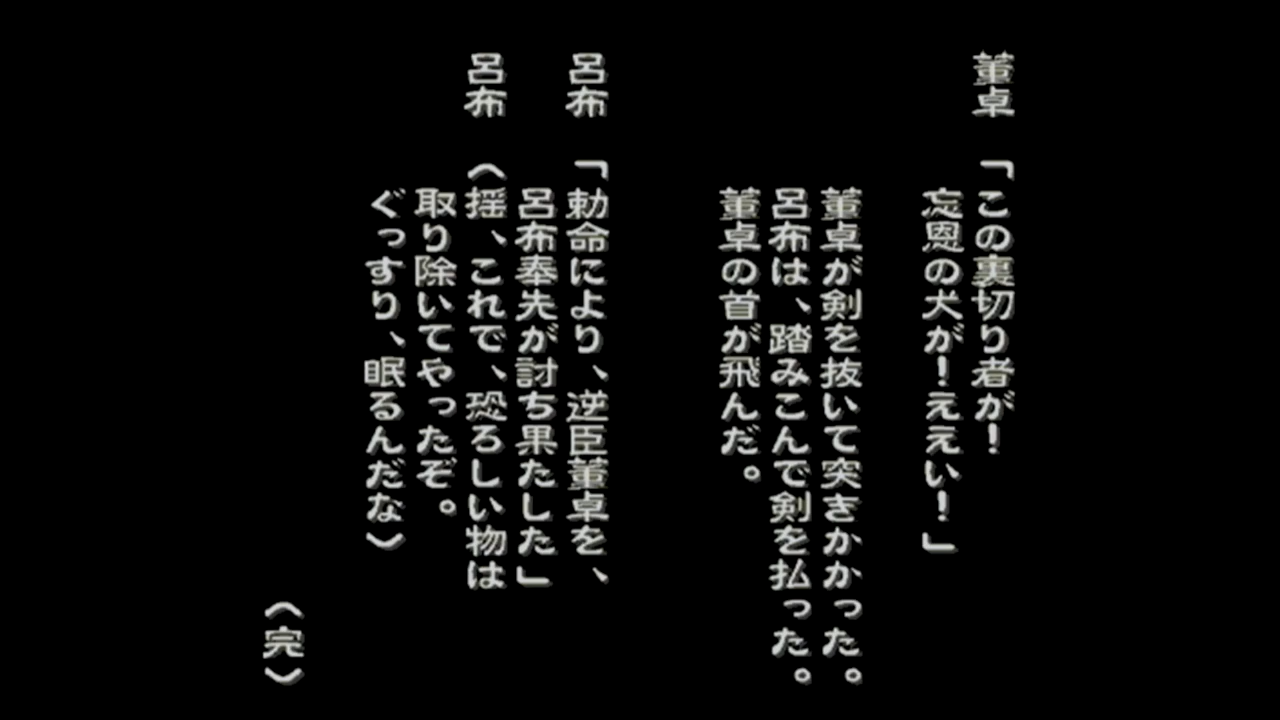 董卓「この裏切り者が！
忘恩の犬が！ええい！」
董卓が剣を抜いて突きかかった。
呂布は、踏みこんで剣を払った。
董卓の首が飛んだ。
呂布「勅命により、逆臣董卓を、
呂布奉先が討ち果たした」
呂布〈揺、これで、恐ろしい物は
取り除いてやったぞ。
ぐっすり、眠るんだな〉
〈完〉